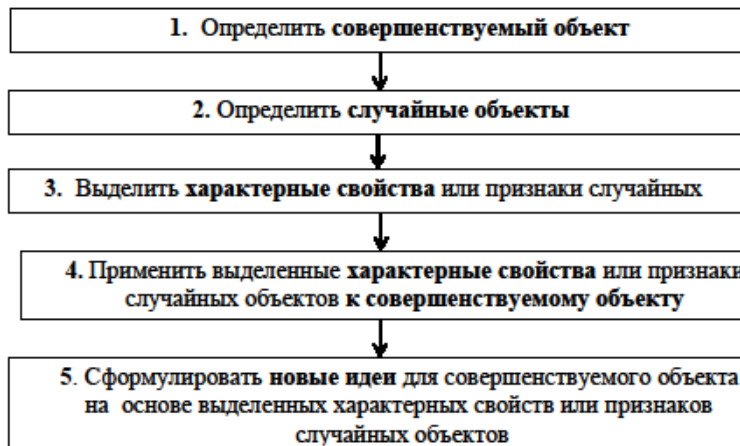 1. Определить совершенствуемый объект
2. Определить случайные объекты
3. Выделить характерные свойства или признаки случайных
4. Применить выделенные характерные свойства или признаки
случайных объектов к совершенствуемому объекту
5. Сформулировать новые идеи для совершенствуемого объекта
на основе выделенных характерных свойств или признаков
случайных объектов